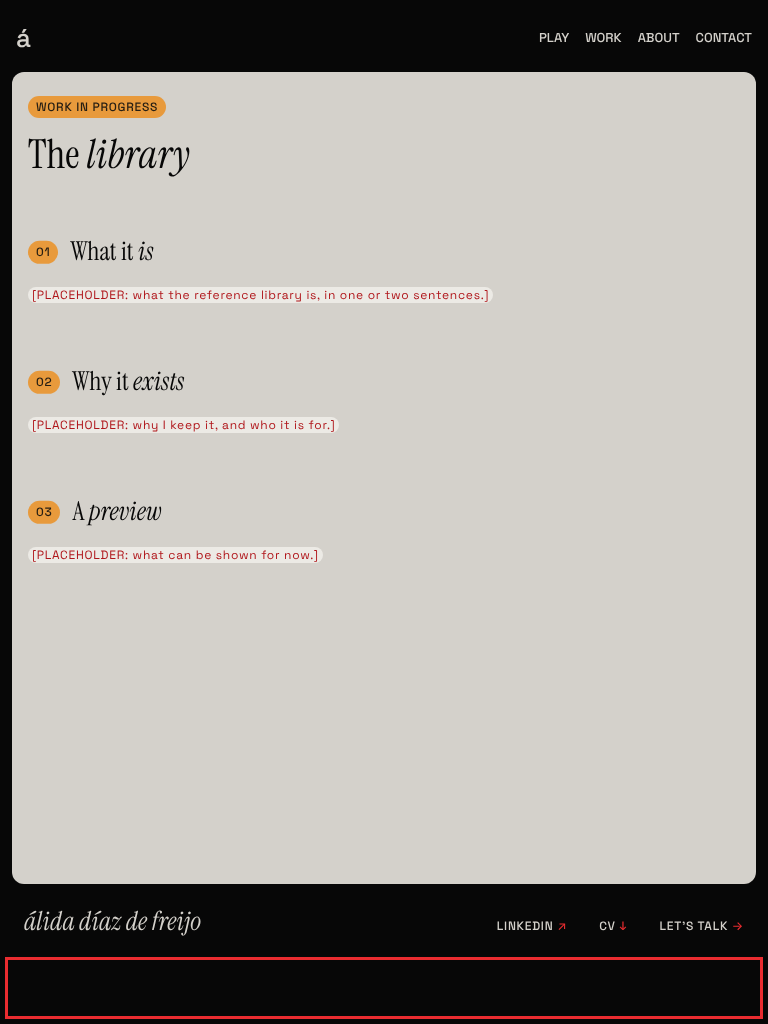 á
PLAY WORK ABOUT CONTACT
WORK IN PROGRESS
The library
01 What it is
[PLACEHOLDER: what the reference library is, in one or two sentences.]
02 Why it exists
[PLACEHOLDER: why I keep it, and who it is for.]
03 A preview
[PLACEHOLDER: what can be shown for now.]
álida díaz de freijo
LINKEDIN ↗ CV ↓ LET'S TALK →